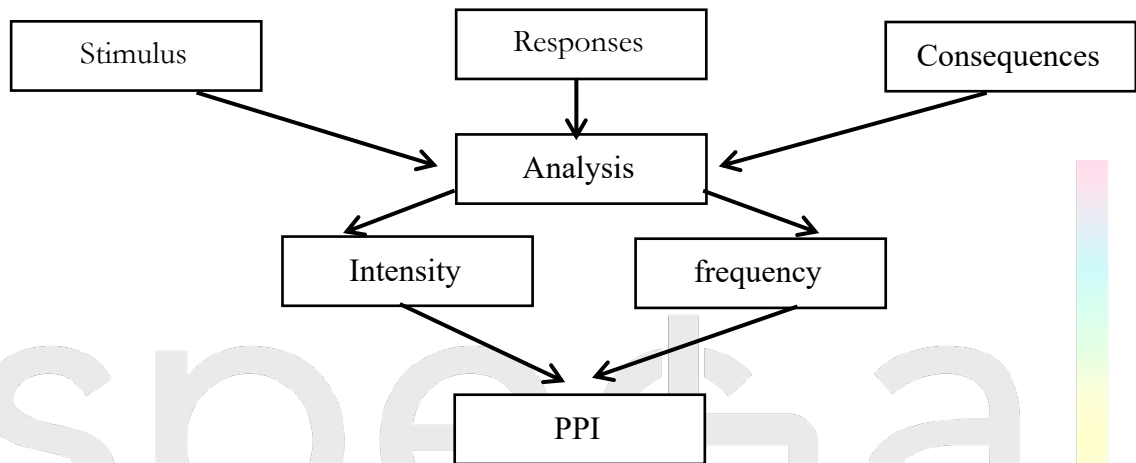 Stimulus
Responses
Consequences
Analysis
Intensity
frequency
PPI